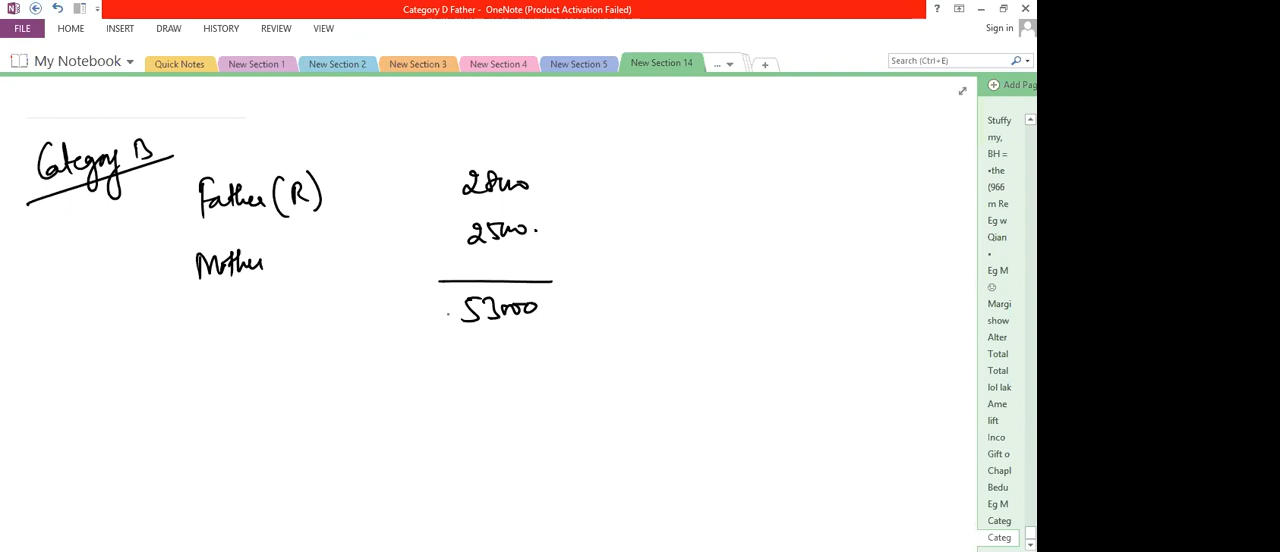 Category D Father - OneNote (Product Activation Failed)
?
Sign in
FILE HOME INSERT DRAW HISTORY REVIEW VIEW
My Notebook Quick Notes New Section 1 New Section 2 New Section 3 New Section 4 New Section 5 New Section 14 ... +
Search (Ctrl+E)
Add Pag
Category B
Father (R) 28000
25000.
Mother
53000
Stuffy
my,
BH =
•the
(966
m Re
Eg w
Qian
•
Eg M
☺
Margi
show
Alter
Total
Total
lol lak
Ame
lift
Inco
Gift o
Chapl
Bedu
Eg M
Categ
Categ